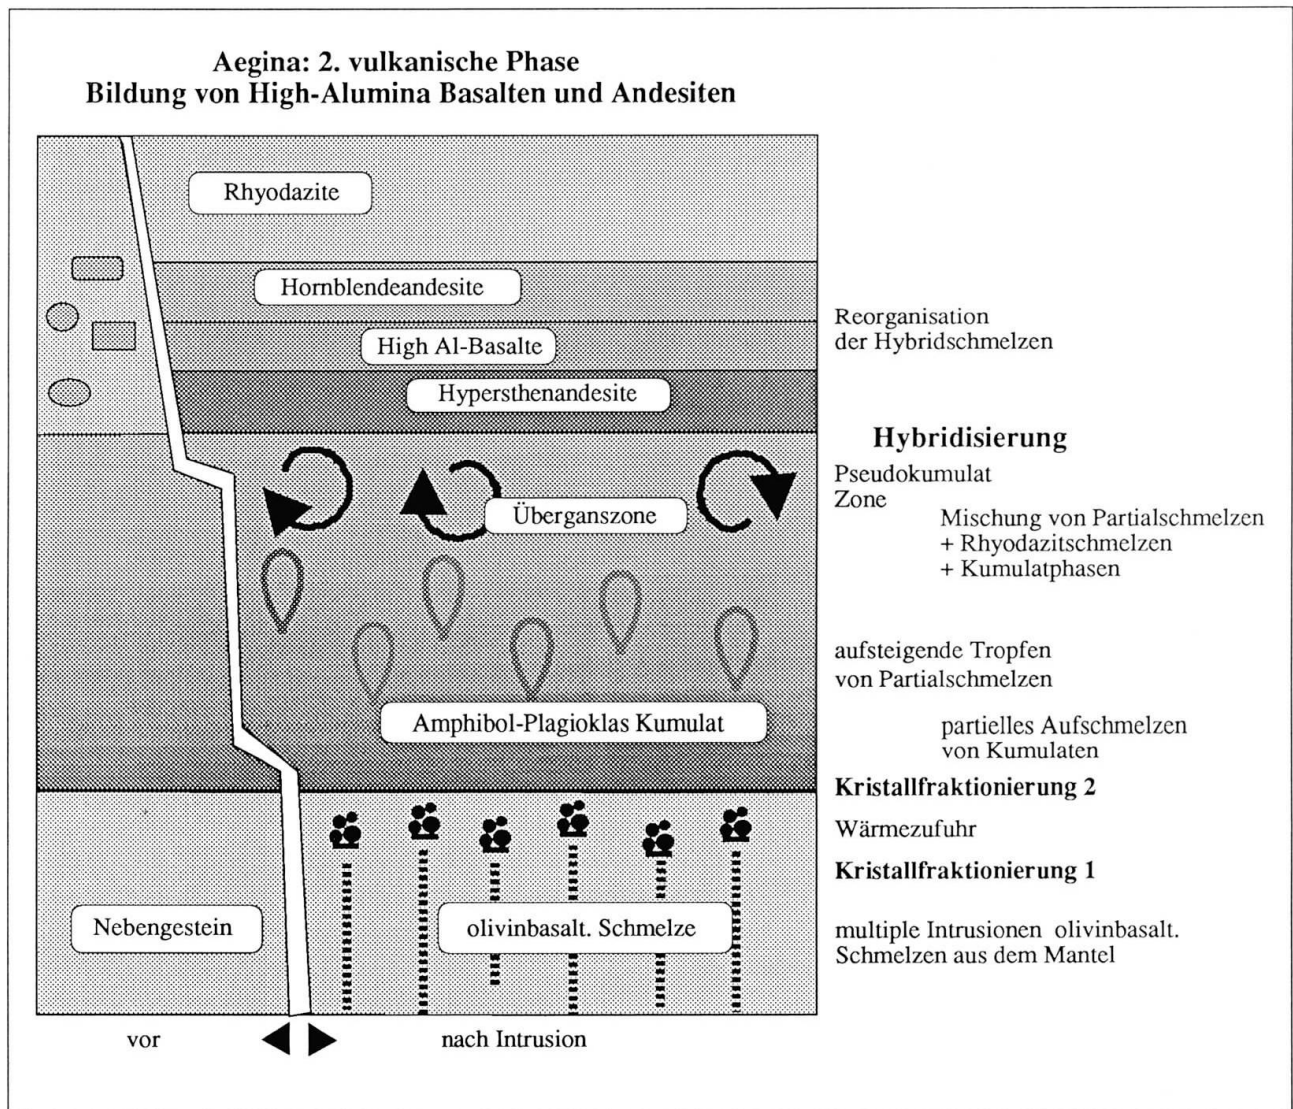 Aegina: 2. vulkanische Phase
Bildung von High-Alumina Basalten und Andesiten
Rhyodazite
Hornblendeandesite
High Al-Basalte
Hypersthenandesite
Reorganisation
der Hybridschmelzen
Hybridisierung
Pseudokumulat
Zone
Überganszone
Mischung von Partialschmelzen
+ Rhyodazitschmelzen
+ Kumulatphasen
aufsteigende Tropfen
von Partialschmelzen
Amphibol-Plagioklas Kumulat
partielles Aufschmelzen
von Kumulaten
Kristallfraktionierung 2
Wärmezufuhr
Kristallfraktionierung 1
Nebengestein
olivinbasalt. Schmelze
multiple Intrusionen olivinbasalt.
Schmelzen aus dem Mantel
vor
nach Intrusion